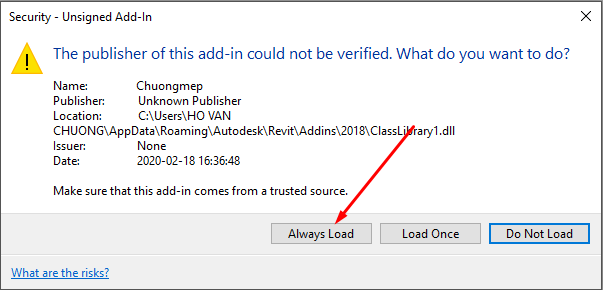 Security - Unsigned Add-In
The publisher of this add-in could not be verified. What do you want to do?
Name: Chuongmep
Publisher: Unknown Publisher
Location: C:\Users\HO VAN
CHUONG\AppData\Roaming\Autodesk\Revit\Addins\2018\ClassLibrary1.dll
Issuer: None
Date: 2020-02-18 16:36:48
Make sure that this add-in comes from a trusted source.
Always Load Load Once Do Not Load
What are the risks?